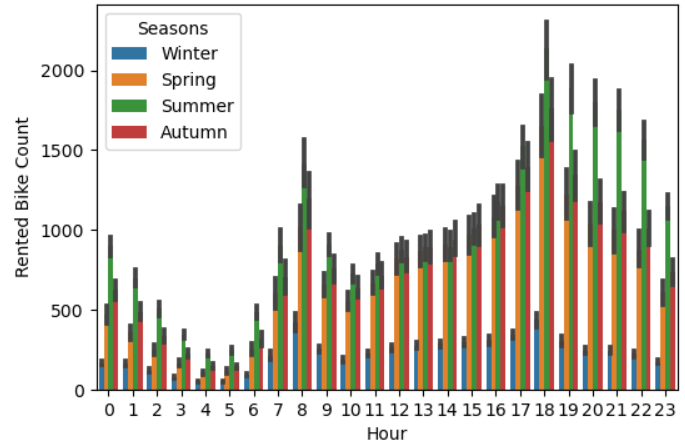 Seasons
Winter
Spring
Summer
Autumn
Rented Bike Count
2000
1500
1000
500
0
0 1 2 3 4 5 6 7 8 9 10 11 12 13 14 15 16 17 18 19 20 21 22 23
Hour